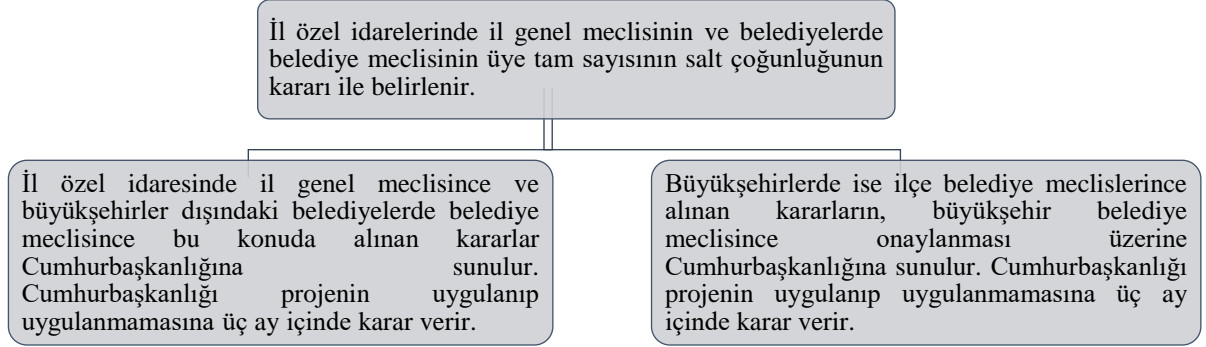 İl özel idarelerinde il genel meclisinin ve belediyelerde
belediye meclisinin üye tam sayısının salt çoğunluğunun
kararı ile belirlenir.
İl özel idaresinde il genel meclisince ve
büyükşehirler dışındaki belediyelerde belediye
meclisince bu konuda alınan kararlar
Cumhurbaşkanlığına sunulur.
Cumhurbaşkanlığı projenin uygulanıp
uygulanmamasına üç ay içinde karar verir.
Büyükşehirlerde ise ilçe belediye meclislerince
alınan kararların, büyükşehir belediye
meclisince onaylanması üzerine
Cumhurbaşkanlığına sunulur. Cumhurbaşkanlığı
projenin uygulanıp uygulanmamasına üç ay
içinde karar verir.